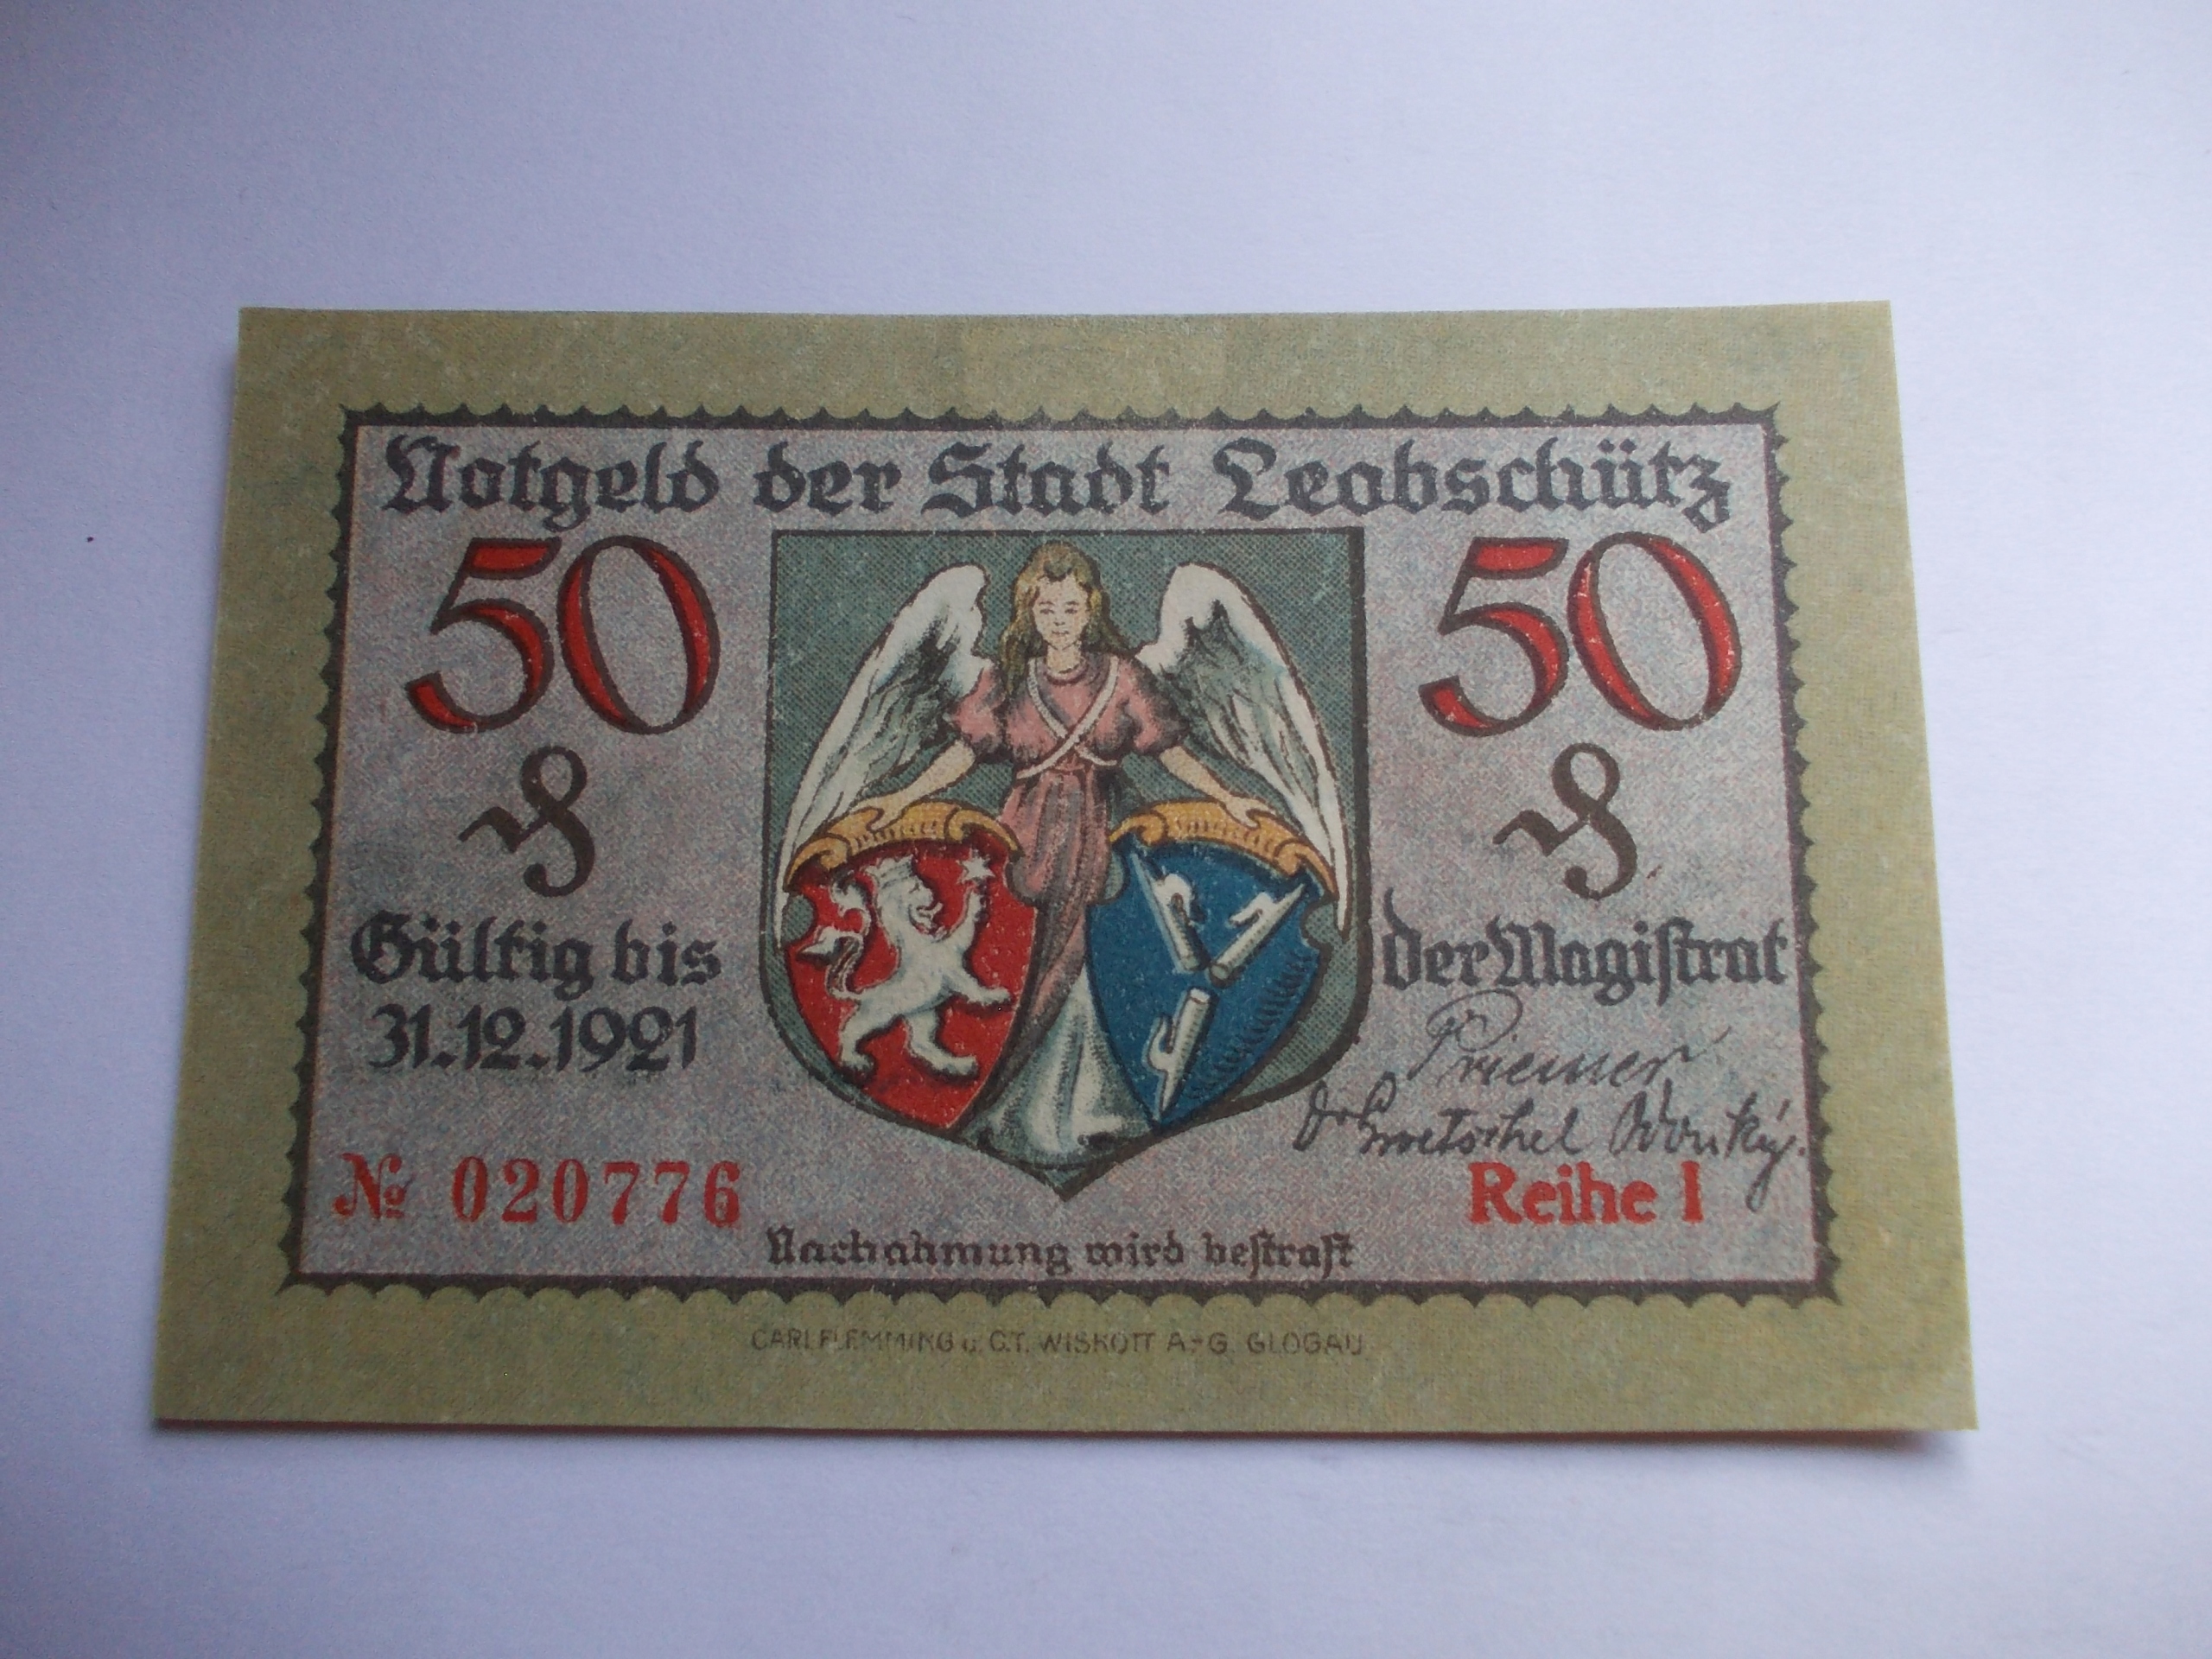 Notgeld der Stadt Leobschütz
50 50
₰ ₰
Gültig bis
31.12.1921
Der Magiſtrat
Priemer
№ 020776
Reihe I
Nachahmung wird beſtraft
CARL FLEMMING u. C.T. WISKOTT A-G. GLOGAU